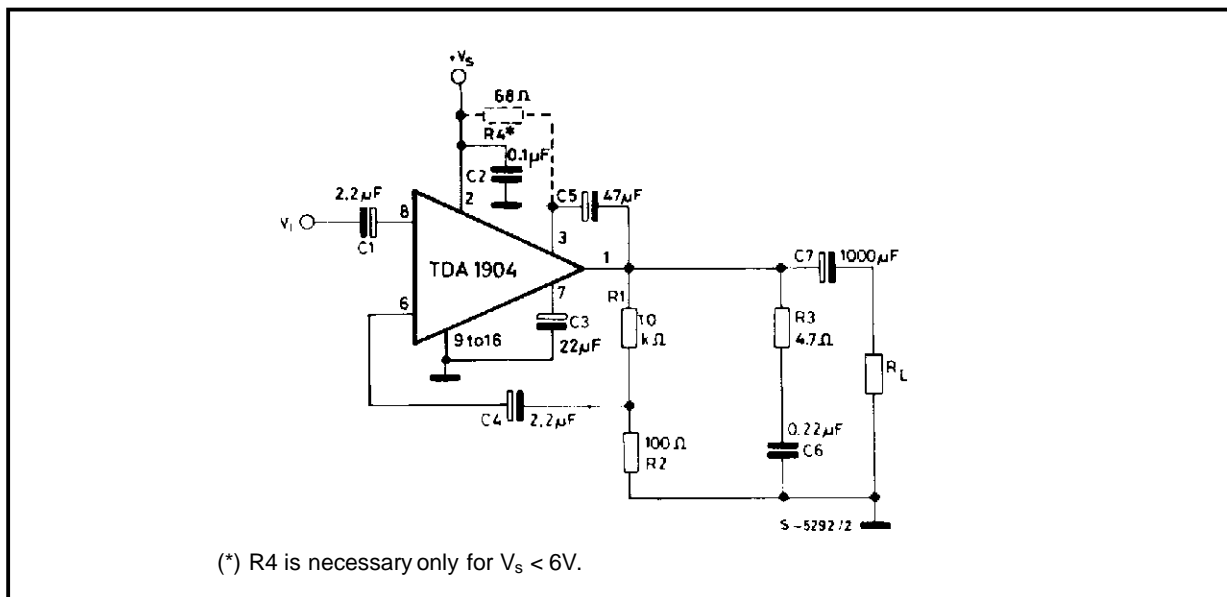 +Vs
68Ω
R4*
0.1μF
C2
2
C5
47μF
2.2μF
VI
C1
8
3
TDA 1904
1
C7
1000μF
6
7
R1
10
kΩ
R3
4.7Ω
C3
22μF
9 to16
RL
C4
2.2μF
100Ω
R2
0.22μF
C6
S-5292/2
(*) R4 is necessary only for Vs < 6V.